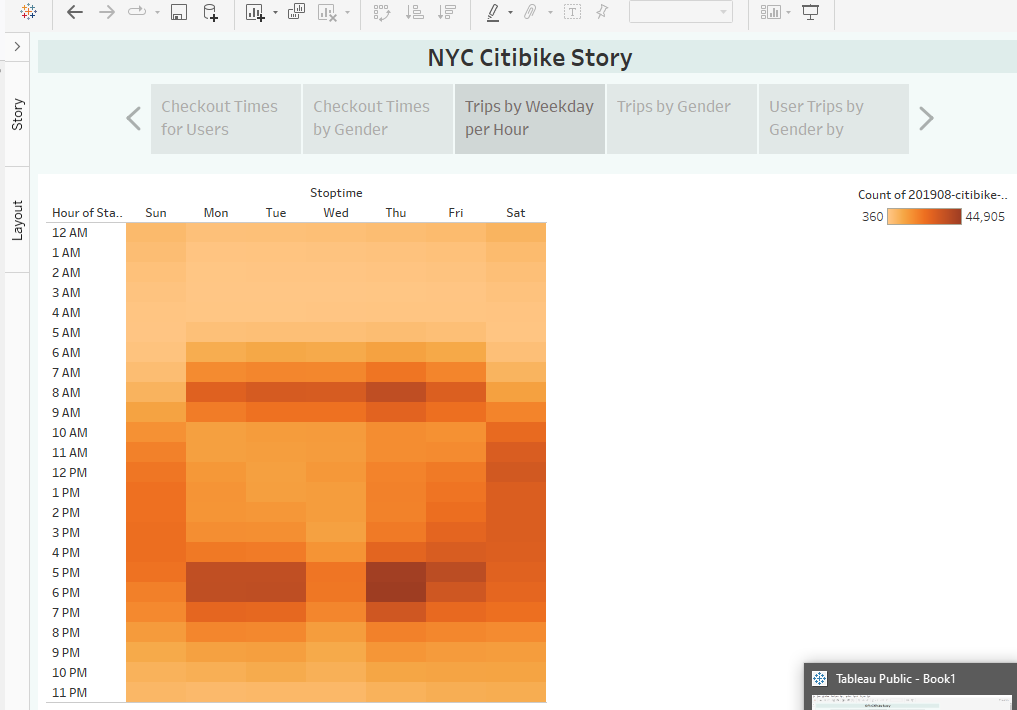 NYC Citibike Story
Story
Layout
Checkout Times
for Users
Checkout Times
by Gender
Trips by Weekday
per Hour
Trips by Gender
User Trips by
Gender by
Stoptime
Hour of Sta.. Sun Mon Tue Wed Thu Fri Sat
12 AM
1 AM
2 AM
3 AM
4 AM
5 AM
6 AM
7 AM
8 AM
9 AM
10 AM
11 AM
12 PM
1 PM
2 PM
3 PM
4 PM
5 PM
6 PM
7 PM
8 PM
9 PM
10 PM
11 PM
Count of 201908-citibike-..
360 44,905
Tableau Public - Book1